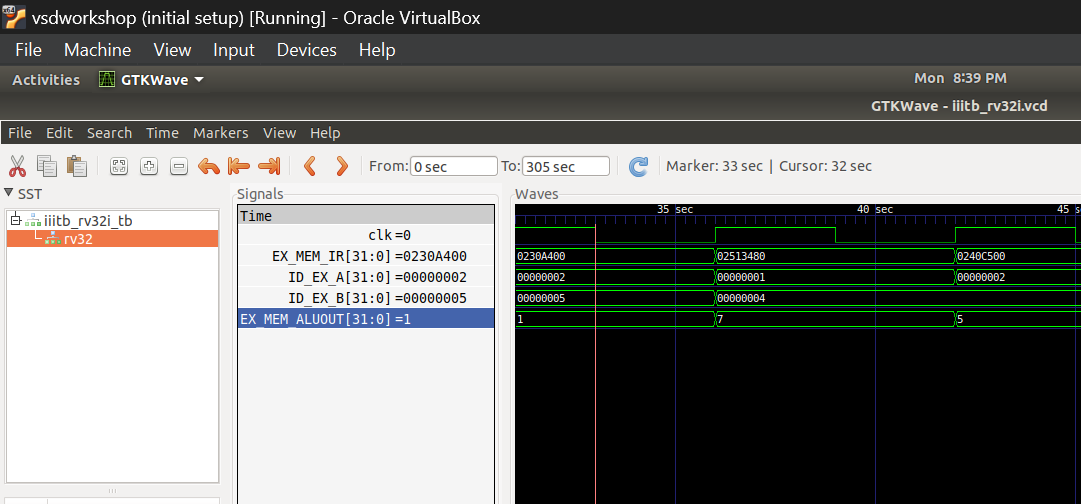 vsdworkshop (initial setup) [Running] - Oracle VirtualBox
File Machine View Input Devices Help
Activities GTKWave Mon 8:39 PM
GTKWave - iiitb_rv32i.vcd
File Edit Search Time Markers View Help
From: 0 sec To: 305 sec Marker: 33 sec | Cursor: 32 sec
SST
iiitb_rv32i_tb
rv32
Signals
Time
clk=0
EX_MEM_IR[31:0]=0230A400
ID_EX_A[31:0]=00000002
ID_EX_B[31:0]=00000005
EX_MEM_ALUOUT[31:0]=1
Waves
35 sec 40 sec 45 s
0230A400 02513480 0240C500
00000002 00000001 00000002
00000005 00000004
1 7 5